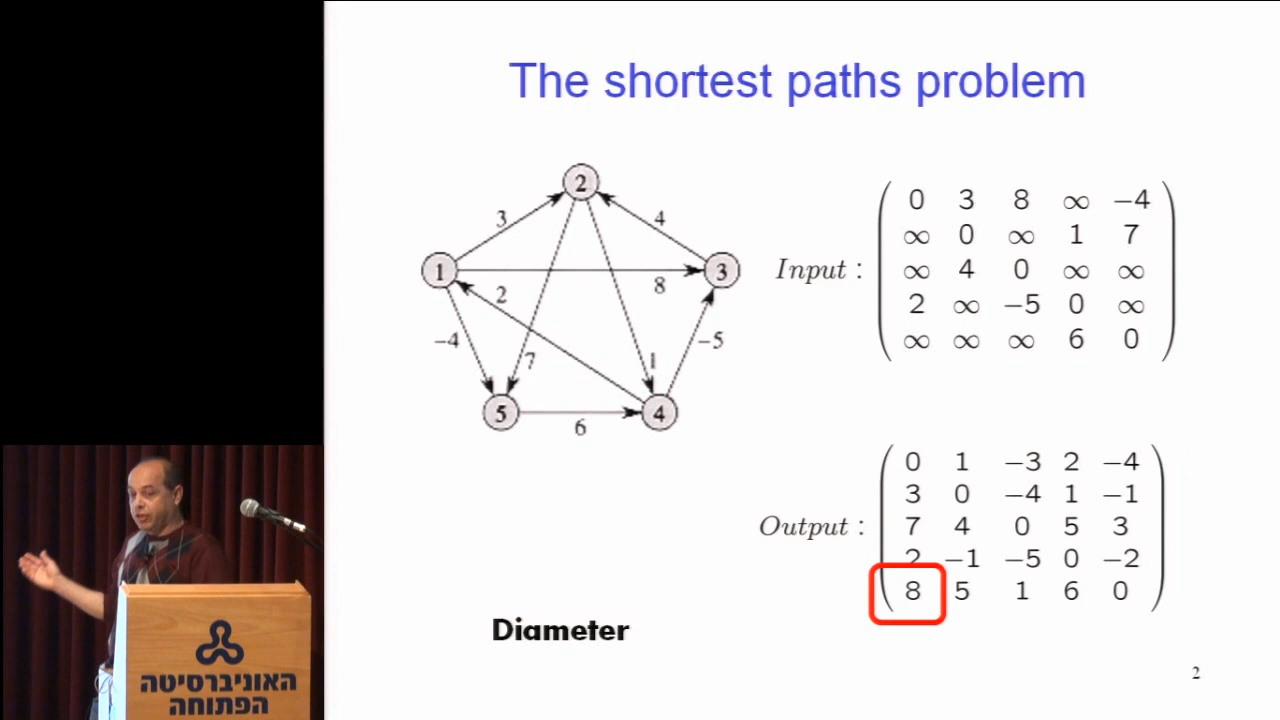 The shortest paths problem
2
3
4
1
3
8
2
-4
7
1
-5
5
4
6
Input :
0 3 8 ∞ −4
∞ 0 ∞ 1 7
∞ 4 0 ∞ ∞
2 ∞ −5 0 ∞
∞ ∞ ∞ 6 0
Output :
0 1 −3 2 −4
3 0 −4 1 −1
7 4 0 5 3
2 −1 −5 0 −2
8 5 1 6 0
Diameter
2
האוניברסיטה
הפתוחה